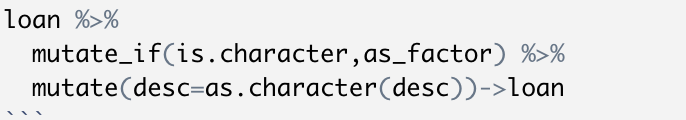 loan %>%
  mutate_if(is.character,as_factor) %>%
  mutate(desc=as.character(desc))->loan
```